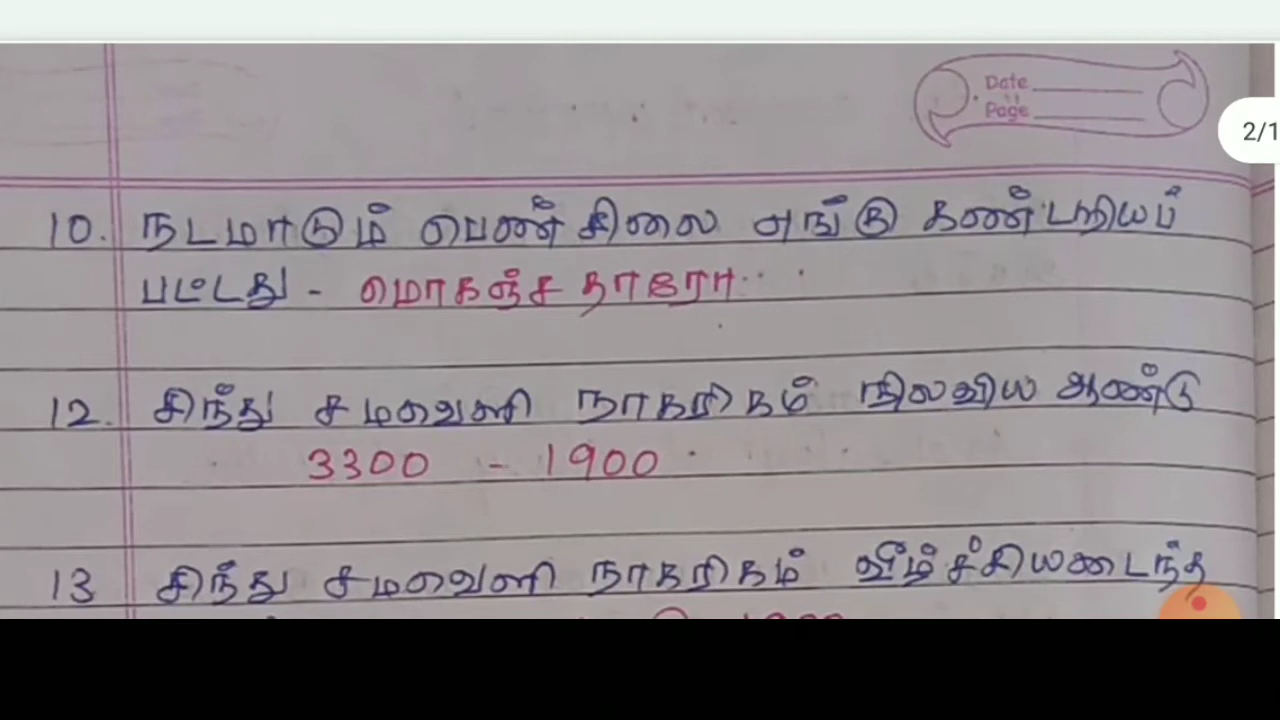 Date
Page
2/1
10. நடமாடும் பெண் சிலை எங்கு கண்டறியப்
பட்டது - மொகஞ்சதாரோ
12. சிந்து சமவெளி நாகரிகம் நிலவிய ஆண்டு
3300 - 1900
13 சிந்து சமவெளி நாகரிகம் வீழ்ச்சியடைந்த